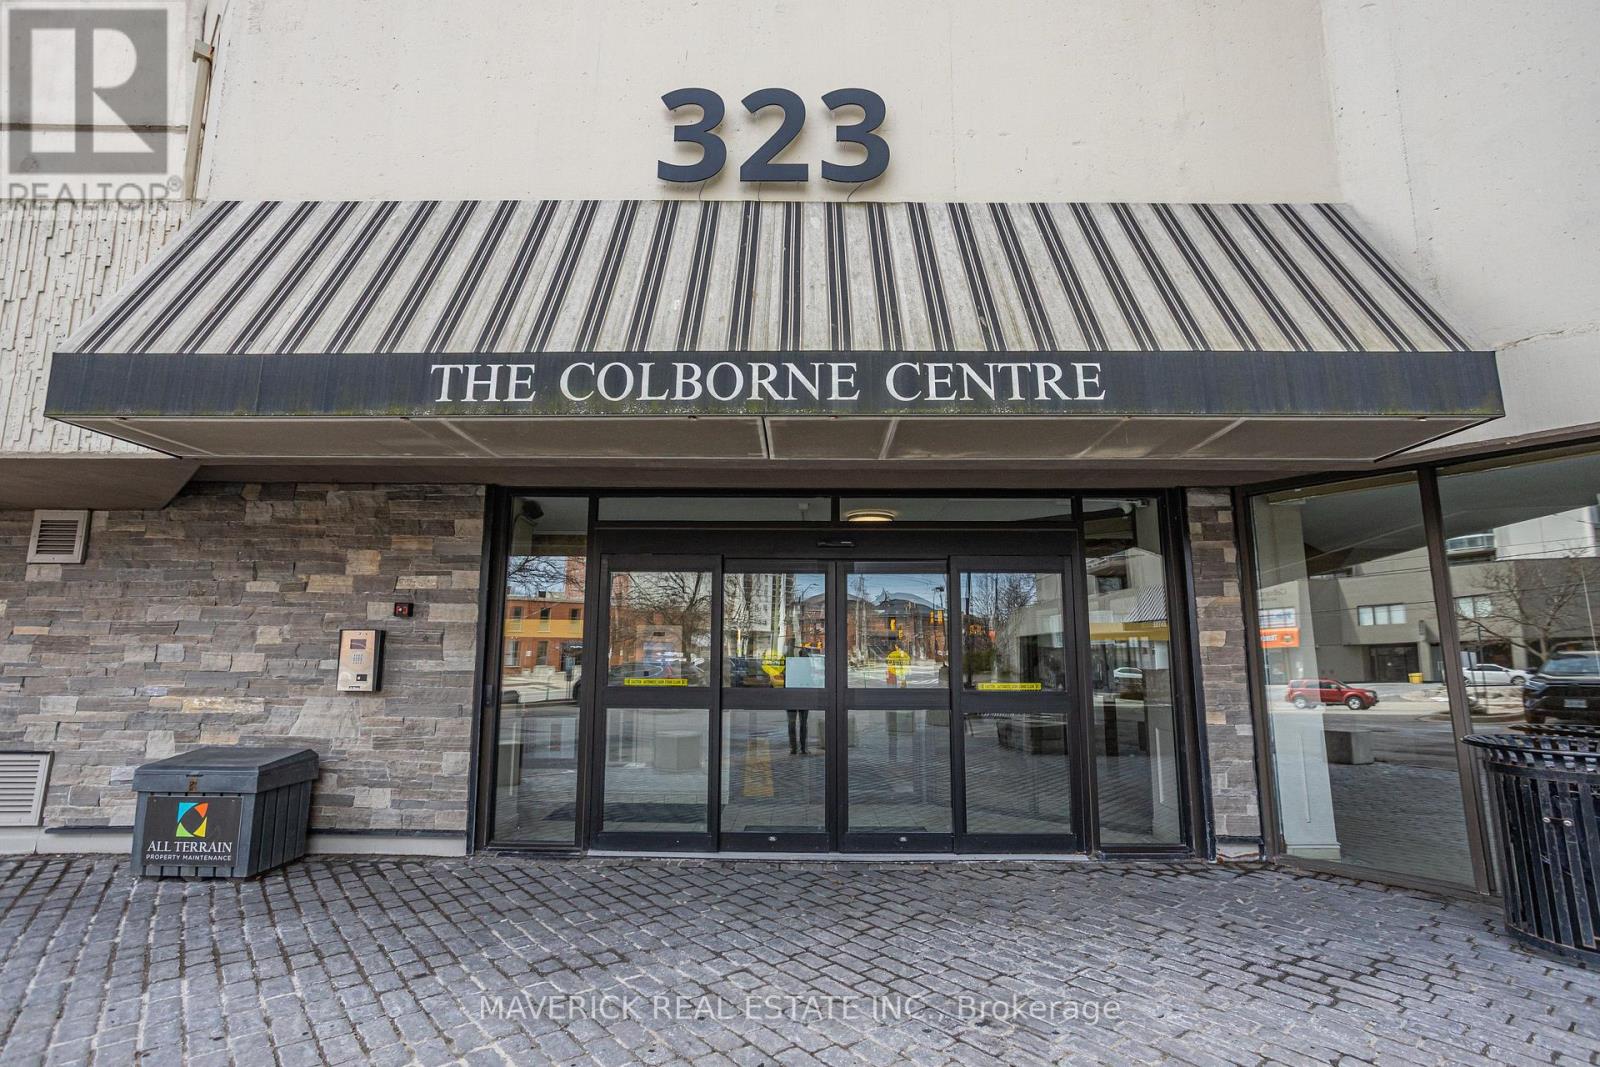 REALTOR®
323
THE COLBORNE CENTRE
ALL TERRAIN
PROPERTY MAINTENANCE
MAVERICK REAL ESTATE INC., Brokerage